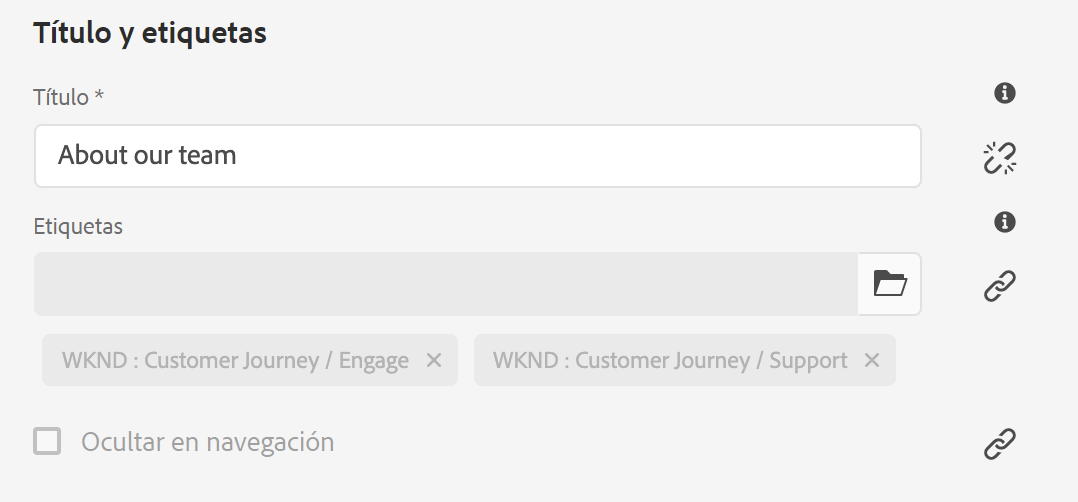 Título y etiquetas
Título *
About our team
Etiquetas
WKND : Customer Journey / Engage
WKND : Customer Journey / Support
Ocultar en navegación